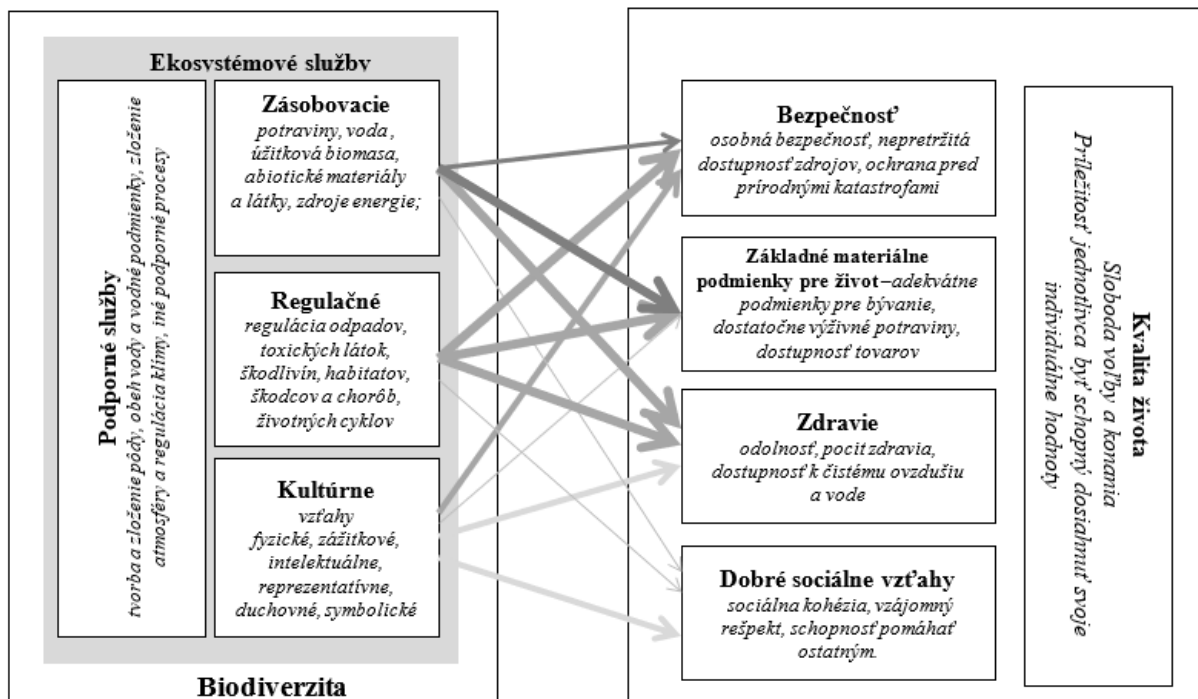 Ekosystémové služby
Podporné služby
tvorba a zloženie pôdy, obeh vody a vodné podmienky, zloženie
atmosféry a regulácia klímy, iné podporné procesy
Zásobovacie
potraviny, voda,
úžitková biomasa,
abiotické materiály
a látky, zdroje energie;
Regulačné
regulácia odpadov,
toxických látok,
škodlivín, habitatov,
škodcov a chorôb,
životných cyklov
Kultúrne
vzťahy
fyzické, zážitkové,
intelektuálne,
reprezentatívne,
duchovné, symbolické
Biodiverzita
Bezpečnosť
osobná bezpečnosť, nepretržitá
dostupnosť zdrojov, ochrana pred
prírodnými katastrofami
Základné materiálne
podmienky pre život–adekvátne
podmienky pre bývanie,
dostatočne výživné potraviny,
dostupnosť tovarov
Zdravie
odolnosť, pocit zdravia,
dostupnosť k čistému ovzdušiu
a vode
Dobré sociálne vzťahy
sociálna kohézia, vzájomný
rešpekt, schopnosť pomáhať
ostatným.
Kvalita života
Sloboda voľby a konania
Príležitosť jednotlivca byť schopný dosiahnuť svoje
individuálne hodnoty